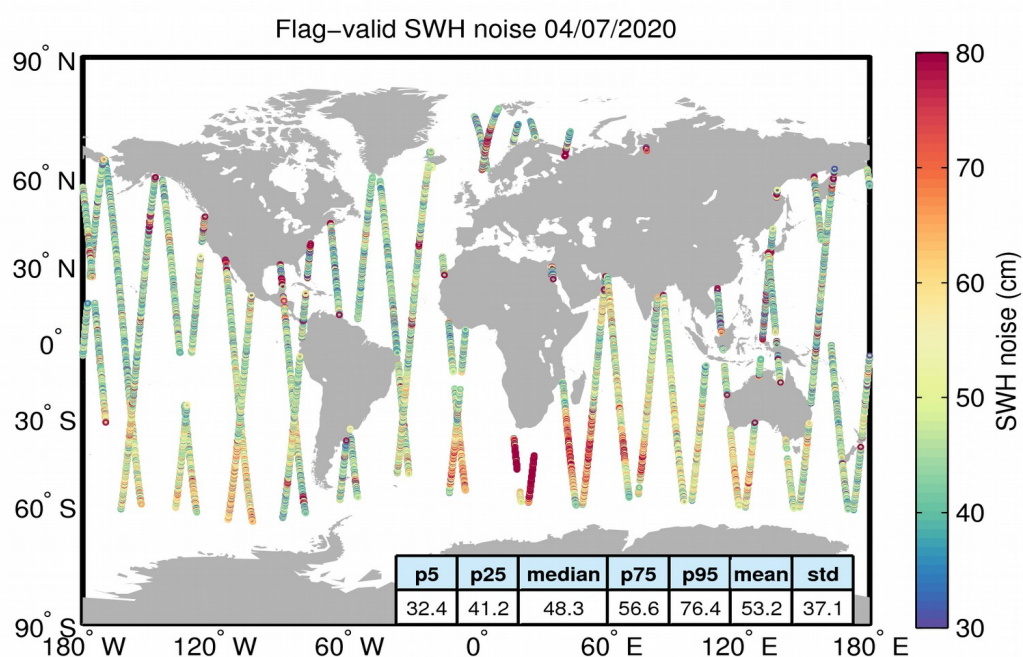 Flag−valid SWH noise 04/07/2020
90° N
60° N
30° N
0°
30° S
60° S
90° S
180° W
120° W
60° W
0°
60° E
120° E
180° E
p5 p25 median p75 p95 mean std
32.4 41.2 48.3 56.6 76.4 53.2 37.1
80
70
60
50
40
30
SWH noise (cm)